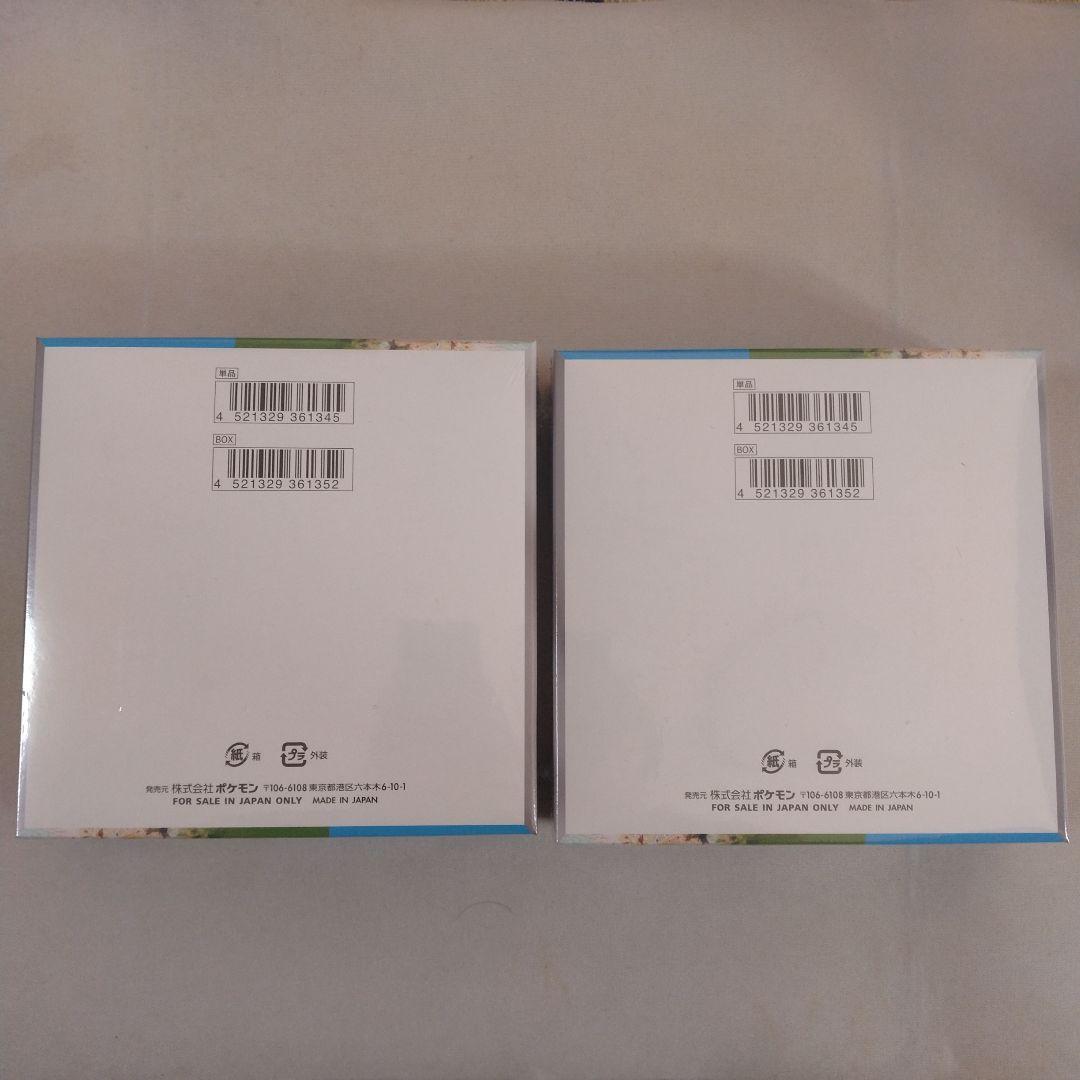 単品
4 521329 361345
BOX
4 521329 361352
紙 箱 プラ 外装
発売元 株式会社ポケモン 〒106-6108 東京都港区六本木6-10-1
FOR SALE IN JAPAN ONLY MADE IN JAPAN
単品
4 521329 361345
BOX
4 521329 361352
紙 箱 プラ 外装
発売元 株式会社ポケモン 〒106-6108 東京都港区六本木6-10-1
FOR SALE IN JAPAN ONLY MADE IN JAPAN